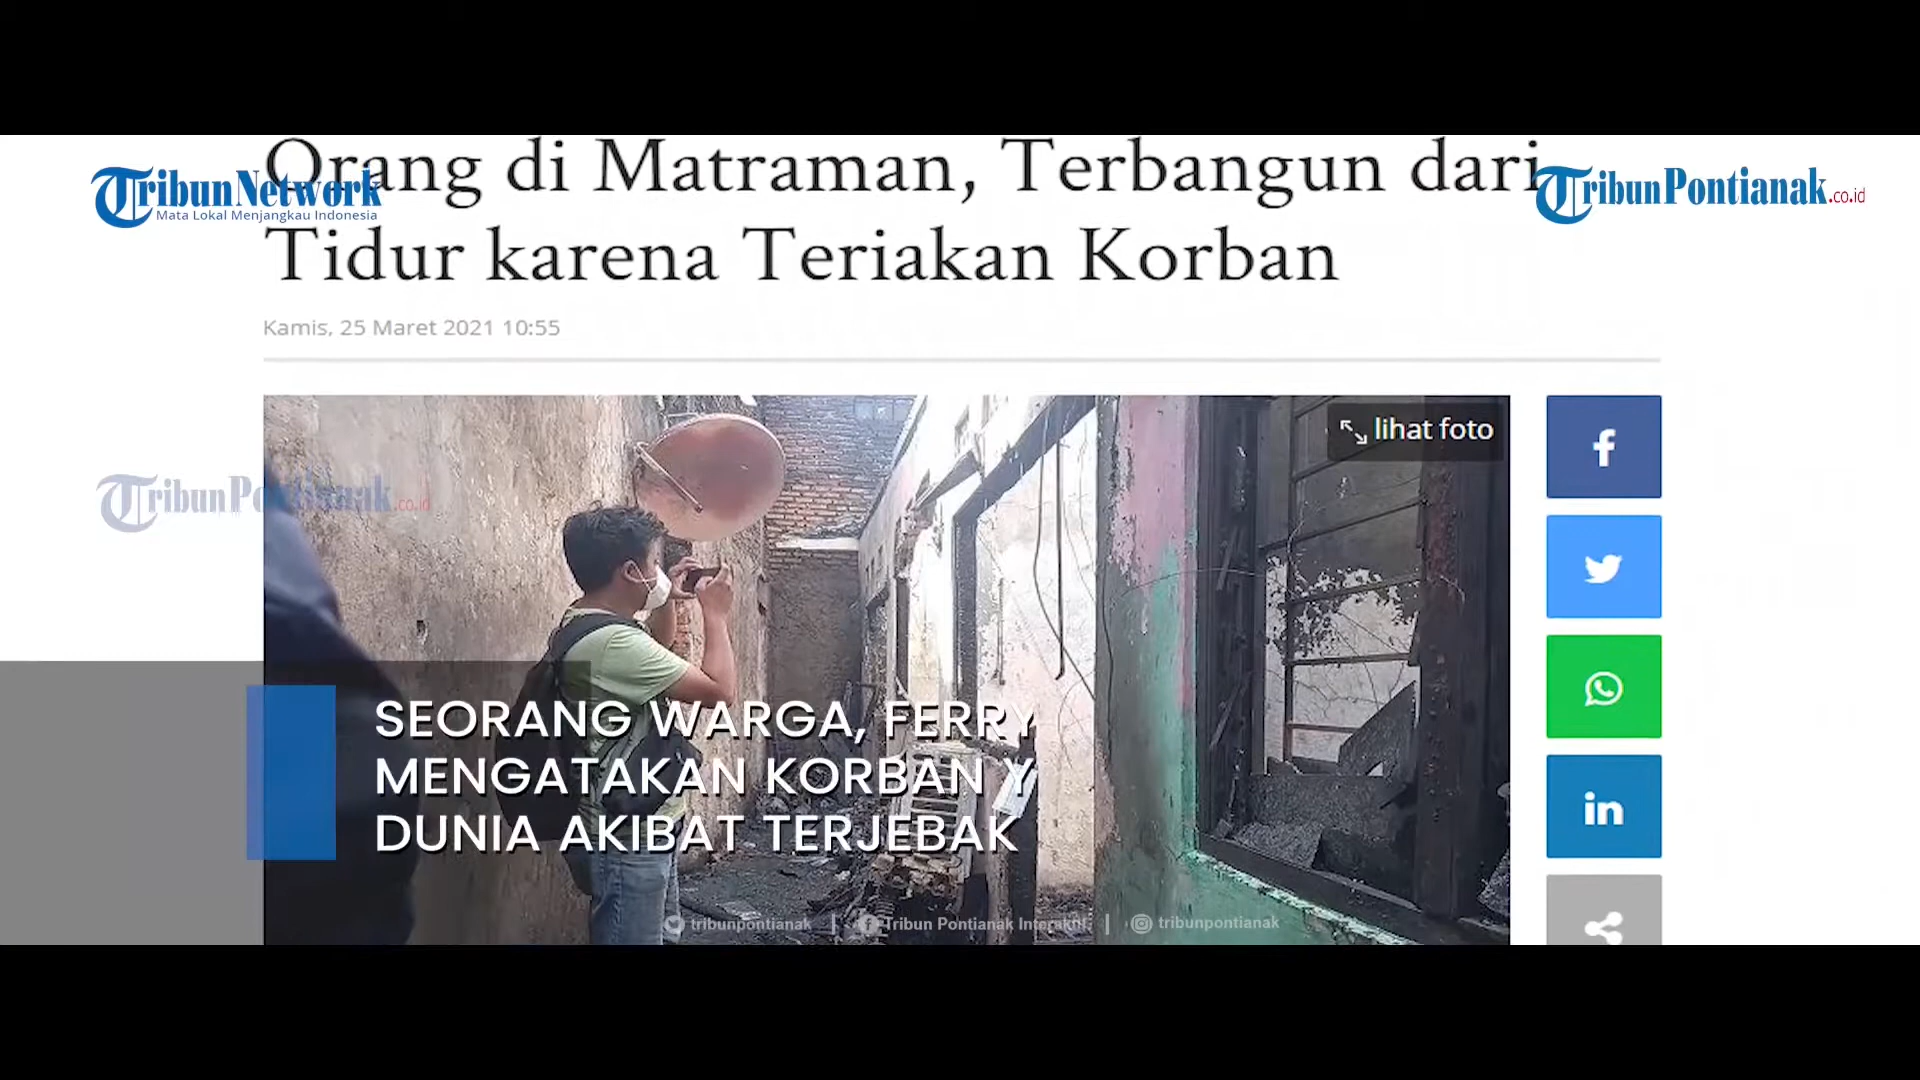 Orang di Matraman, Terbangun dari
TribunNetwork
Mata Lokal Menjangkau Indonesia
TribunPontianak.co.id
Tidur karena Teriakan Korban
Kamis, 25 Maret 2021 10:55
lihat foto
TribunPontianak.co.id
SEORANG WARGA, FERRY
MENGATAKAN KORBAN Y
DUNIA AKIBAT TERJEBAK
tribunpontianak | Tribun Pontianak Interaktif | tribunpontianak